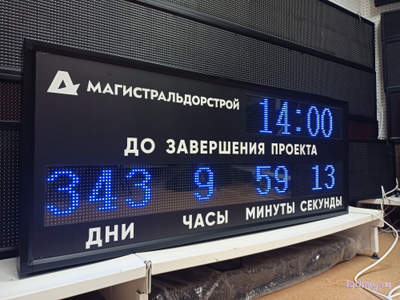 МАГИСТРАЛЬДОРСТРОЙ 14:00
ДО ЗАВЕРШЕНИЯ ПРОЕКТА
343 9 59 13
ДНИ ЧАСЫ МИНУТЫ СЕКУНДЫ